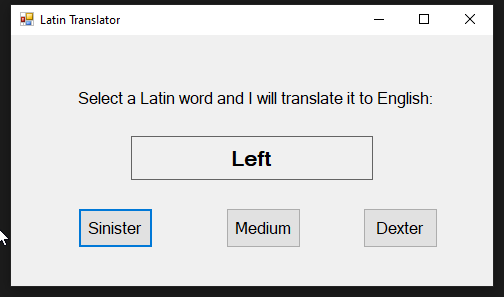 Latin Translator
Select a Latin word and I will translate it to English:
Left
Sinister Medium Dexter